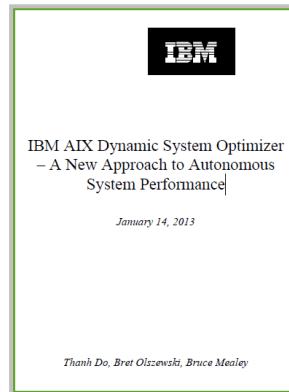 IBM
IBM AIX Dynamic System Optimizer
– A New Approach to Autonomous
System Performance
January 14, 2013
Thanh Do, Bret Olszewski, Bruce Mealey